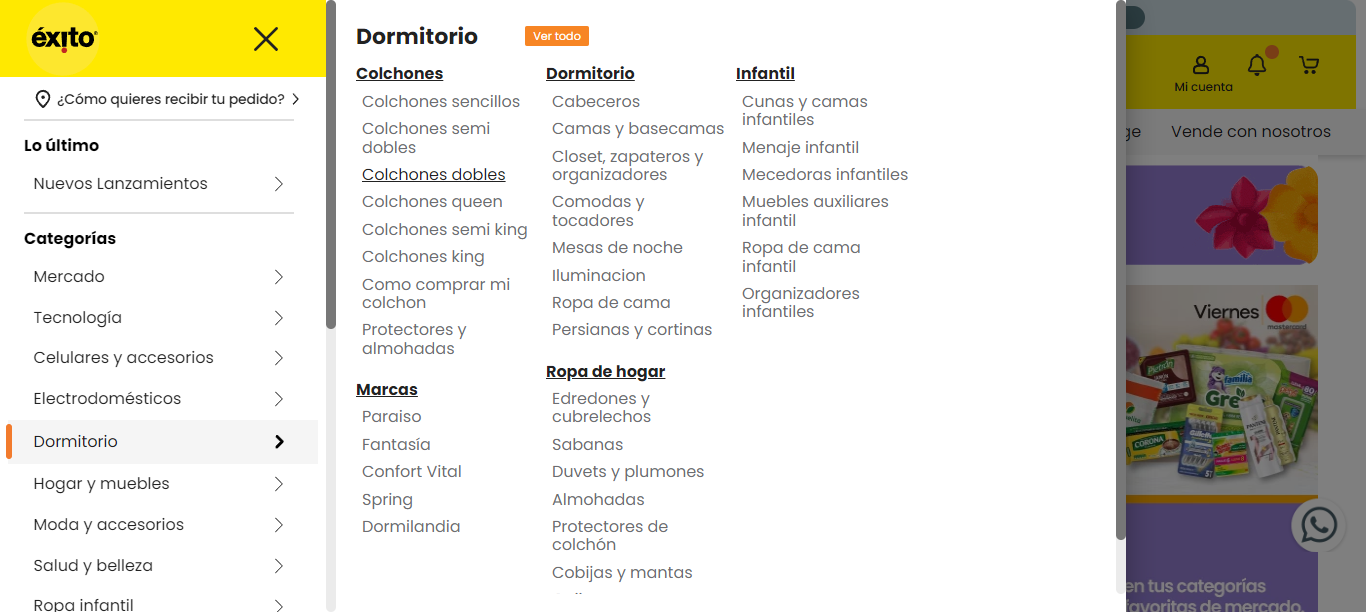 éxito
¿Cómo quieres recibir tu pedido?
Lo último
Nuevos Lanzamientos
Categorías
Mercado
Tecnología
Celulares y accesorios
Electrodomésticos
Dormitorio
Hogar y muebles
Moda y accesorios
Salud y belleza
Ropa infantil
Dormitorio
Ver todo
Colchones
Colchones sencillos
Colchones semi
dobles
Colchones dobles
Colchones queen
Colchones semi king
Colchones king
Como comprar mi
colchon
Protectores y
almohadas
Marcas
Paraiso
Fantasía
Confort Vital
Spring
Dormilandia
Dormitorio
Cabeceros
Camas y basecamas
Closet, zapateros y
organizadores
Comodas y
tocadores
Mesas de noche
Iluminacion
Ropa de cama
Persianas y cortinas
Ropa de hogar
Edredones y
cubrelechos
Sabanas
Duvets y plumones
Almohadas
Protectores de
colchón
Cobijas y mantas
Infantil
Cunas y camas
infantiles
Menaje infantil
Mecedoras infantiles
Muebles auxiliares
infantil
Ropa de cama
infantil
Organizadores
infantiles
Mi cuenta
ge
Vende con nosotros
Viernes
mastercard
Pietrán
familia
CORONA
80
en tus categorías
favoritas de mercado